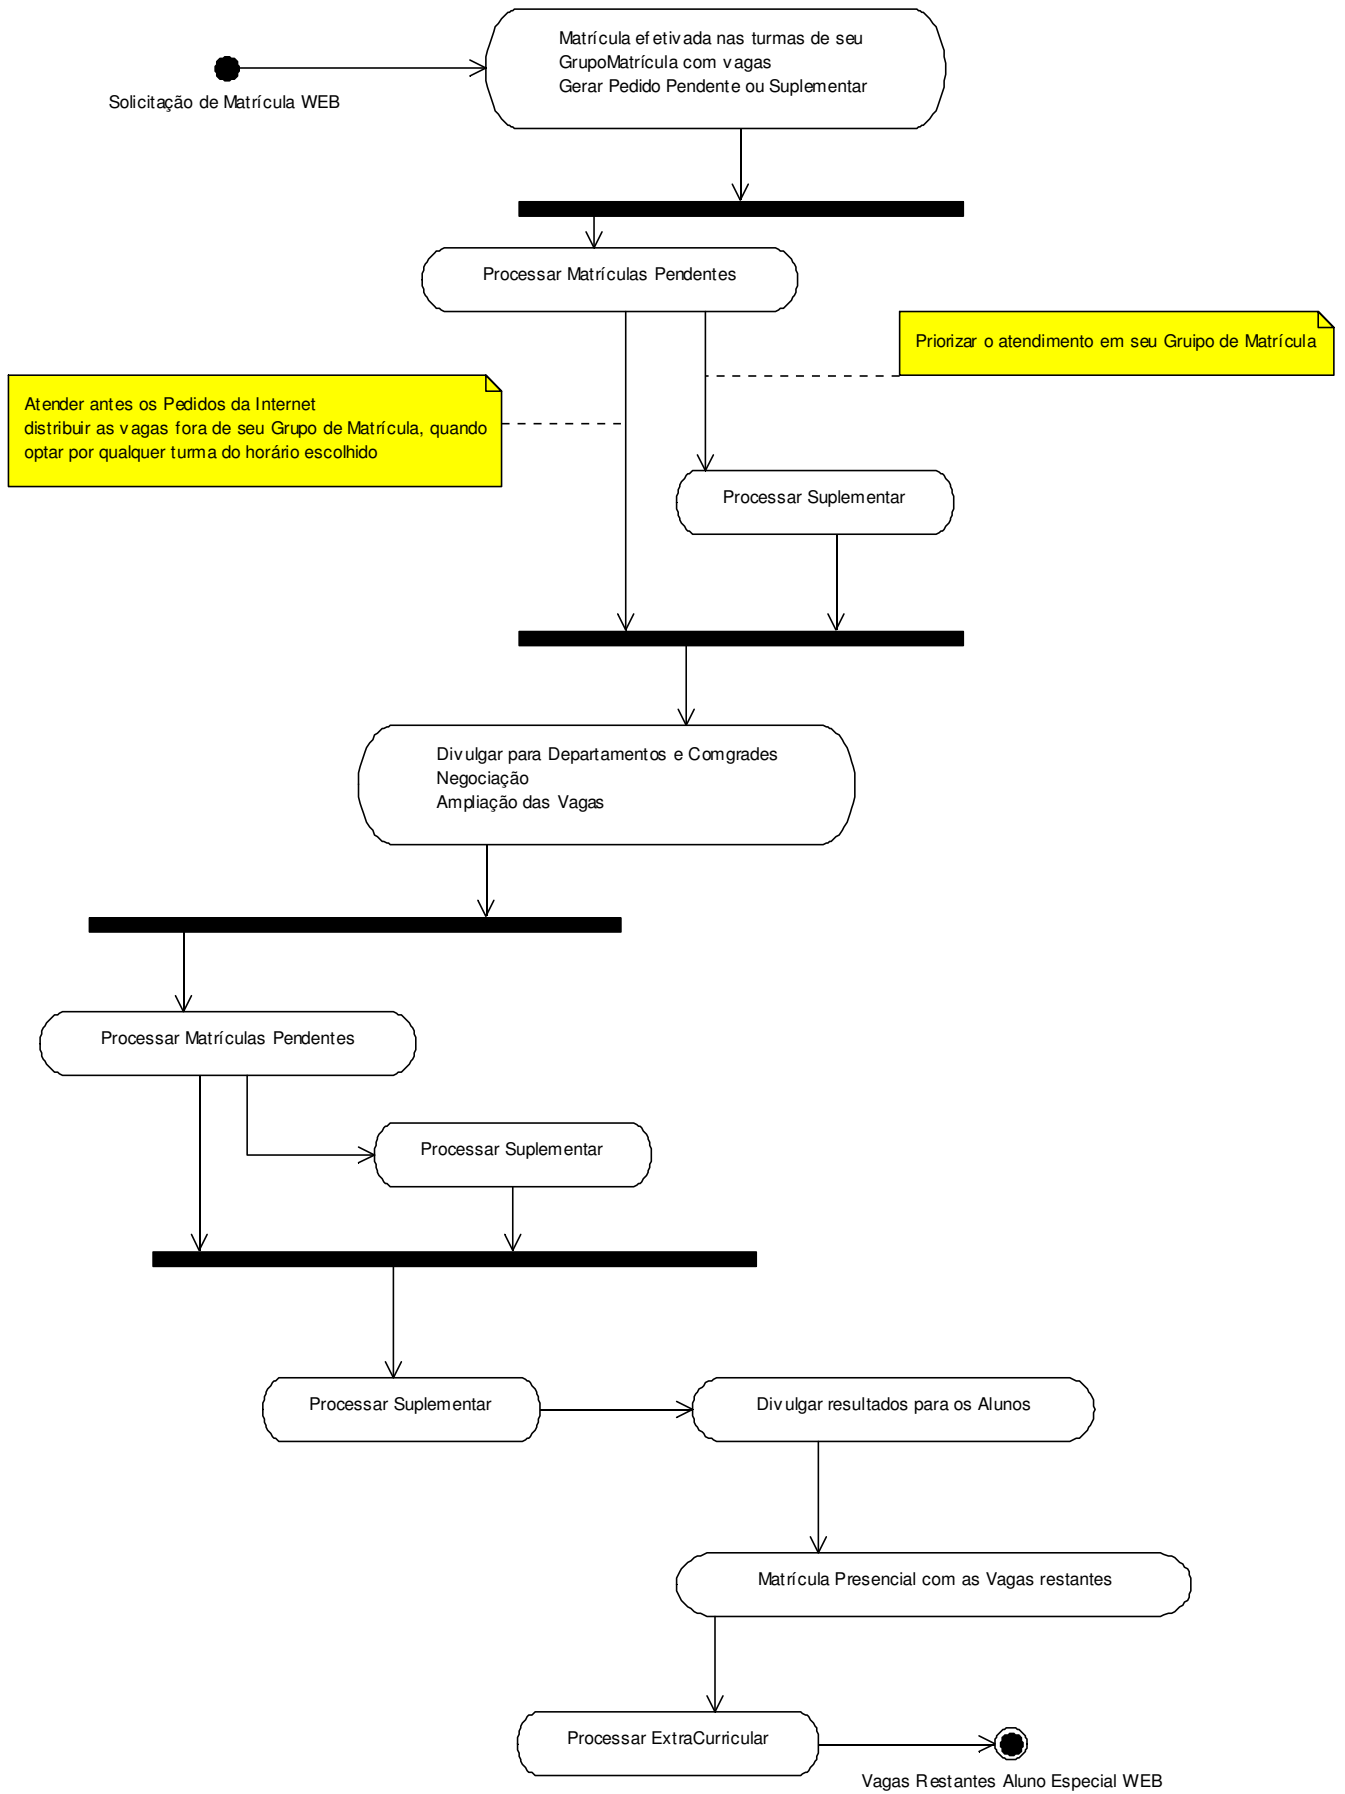 Matrícula efetivada nas turmas de seu
GrupoMatrícula com vagas
Gerar Pedido Pendente ou Suplementar
Solicitação de Matrícula WEB
Processar Matrículas Pendentes
Priorizar o atendimento em seu Gruipo de Matrícula
Atender antes os Pedidos da Internet
distribuir as vagas fora de seu Grupo de Matrícula, quando
optar por qualquer turma do horário escolhido
Processar Suplementar
Divulgar para Departamentos e Comgrades
Negociação
Ampliação das Vagas
Processar Matrículas Pendentes
Processar Suplementar
Processar Suplementar
Divulgar resultados para os Alunos
Matrícula Presencial com as Vagas restantes
Processar ExtraCurricular
Vagas Restantes Aluno Especial WEB